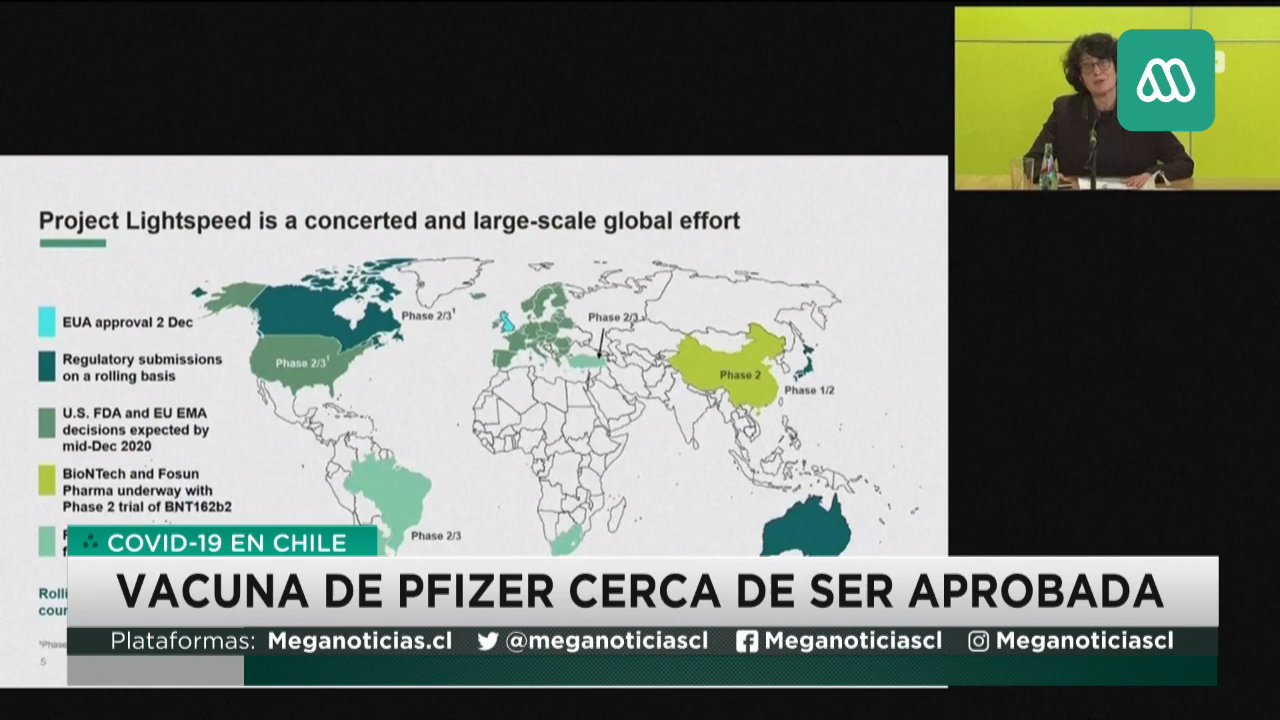 Project Lightspeed is a concerted and large-scale global effort
EUA approval 2 Dec
Regulatory submissions
on a rolling basis
U.S. FDA and EU EMA
decisions expected by
mid-Dec 2020
BioNTech and Fosun
Pharma underway with
Phase 2 trial of BNT162b2
Phase 2/3¹
Phase 2/3¹
Phase 2/3
Phase 2
Phase 1/2
Phase 2/3
5
COVID-19 EN CHILE
VACUNA DE PFIZER CERCA DE SER APROBADA
Plataformas: Meganoticias.cl @meganoticiascl Meganoticiascl Meganoticiascl